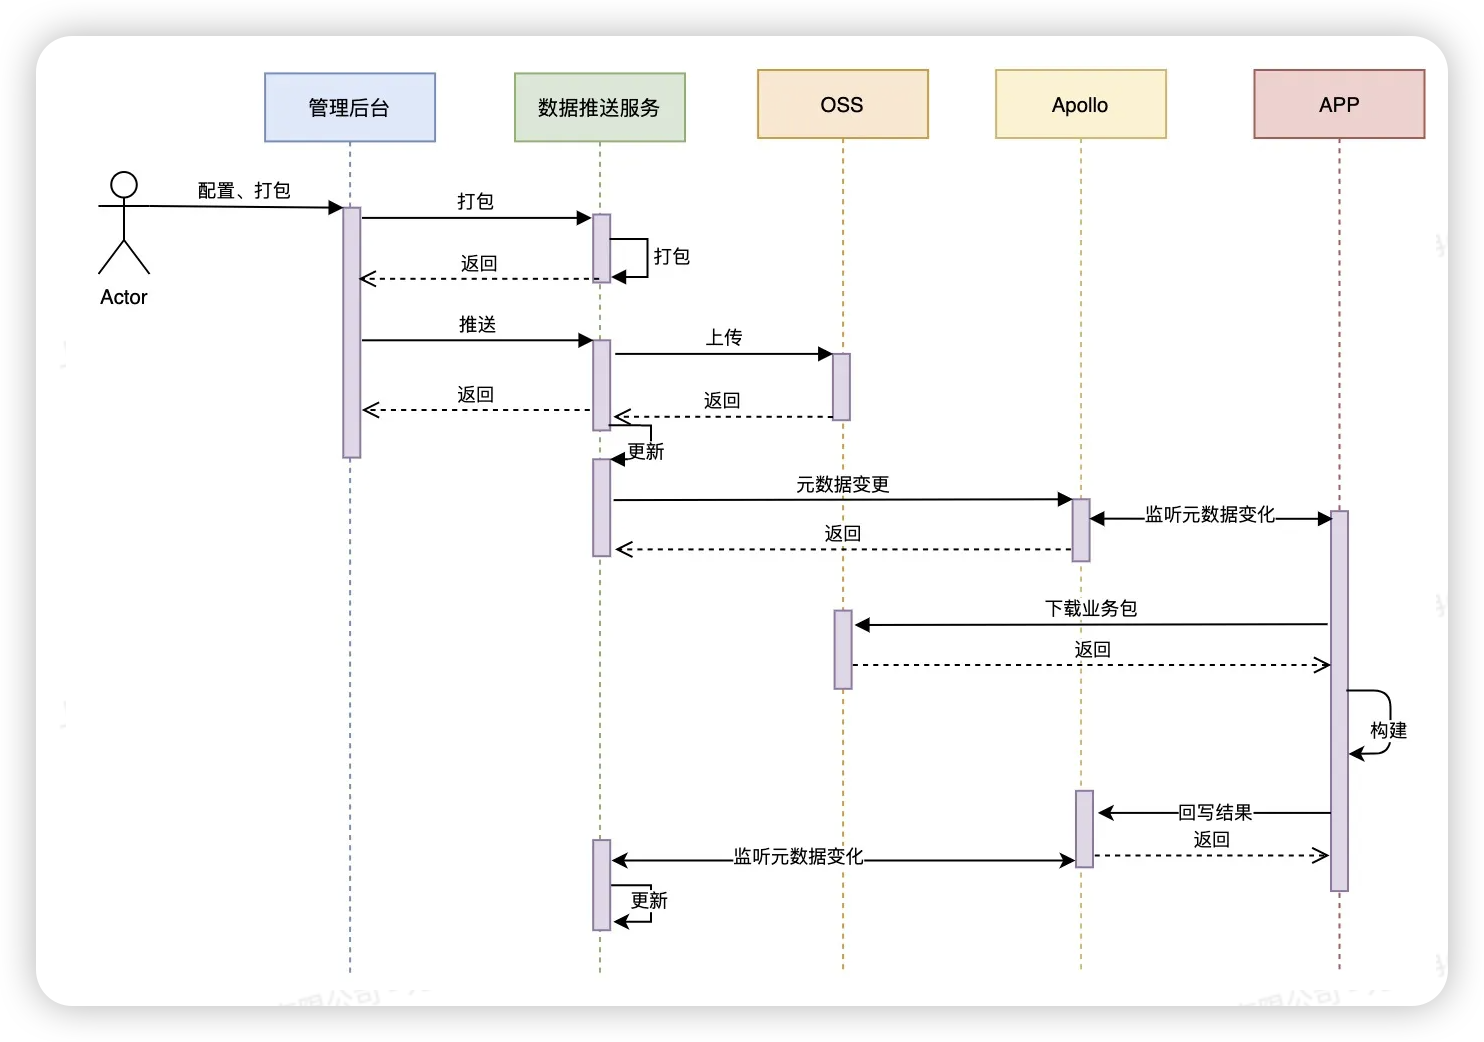 管理后台
数据推送服务
OSS
Apollo
APP
配置、打包
打包
打包
返回
Actor
推送
上传
返回
返回
更新
元数据变更
监听元数据变化
返回
下载业务包
返回
构建
回写结果
返回
监听元数据变化
更新